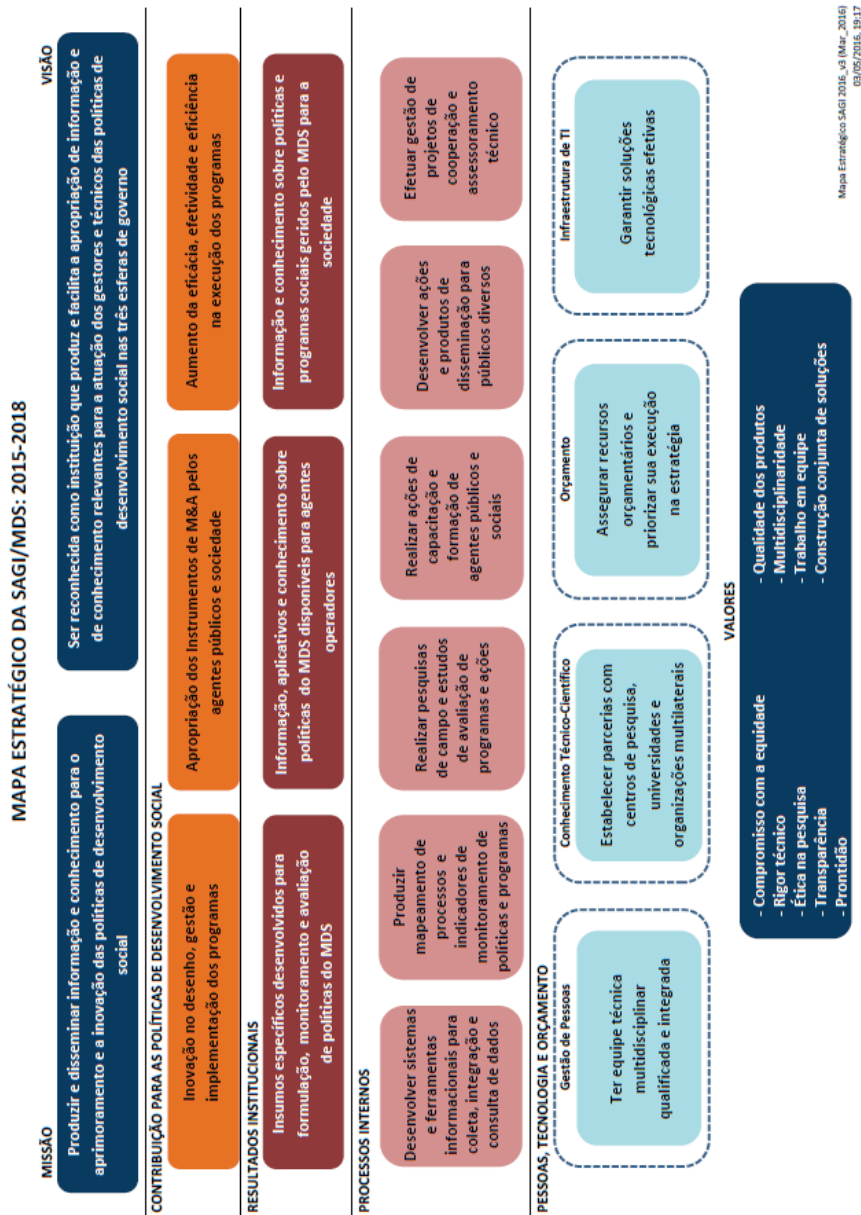 MAPA ESTRATÉGICO DA SAGI/MDS: 2015-2018
MISSÃO
Produzir e disseminar informação e conhecimento para o
aprimoramento e a inovação das políticas de desenvolvimento
social
VISÃO
Ser reconhecida como instituição que produz e facilita a apropriação de informação e
de conhecimento relevantes para a atuação dos gestores e técnicos das políticas de
desenvolvimento social nas três esferas de governo
CONTRIBUIÇÃO PARA AS POLÍTICAS DE DESENVOLVIMENTO SOCIAL
Inovação no desenho, gestão e
implementação dos programas
Apropriação dos Instrumentos de M&A pelos
agentes públicos e sociedade
Aumento da eficácia, efetividade e eficiência
na execução dos programas
RESULTADOS INSTITUCIONAIS
Insumos específicos desenvolvidos para
formulação, monitoramento e avaliação
de políticas do MDS
Informação, aplicativos e conhecimento sobre
políticas do MDS disponíveis para agentes
operadores
Informação e conhecimento sobre políticas e
programas sociais geridos pelo MDS para a
sociedade
PROCESSOS INTERNOS
Desenvolver sistemas
e ferramentas
informacionais para
coleta, integração e
consulta de dados
Produzir
mapeamento de
processos e
indicadores de
monitoramento de
políticas e programas
Realizar pesquisas
de campo e estudos
de avaliação de
programas e ações
Realizar ações de
capacitação e
formação de
agentes públicos e
sociais
Desenvolver ações
e produtos de
disseminação para
públicos diversos
Efetuar gestão de
projetos de
cooperação e
assessoramento
técnico
PESSOAS, TECNOLOGIA E ORÇAMENTO
Gestão de Pessoas
Ter equipe técnica
multidisciplinar
qualificada e integrada
Conhecimento Técnico-Científico
Estabelecer parcerias com
centros de pesquisa,
universidades e
organizações multilaterais
Orçamento
Assegurar recursos
orçamentários e
priorizar sua execução
na estratégia
Infraestrutura de TI
Garantir soluções
tecnológicas efetivas
VALORES
- Compromisso com a equidade
- Rigor técnico
- Ética na pesquisa
- Transparência
- Prontidão
- Qualidade dos produtos
- Multidisciplinaridade
- Trabalho em equipe
- Construção conjunta de soluções
Mapa Estratégico SAGI 2016_v3 (Mar_2016)
03/05/2016, 19:17